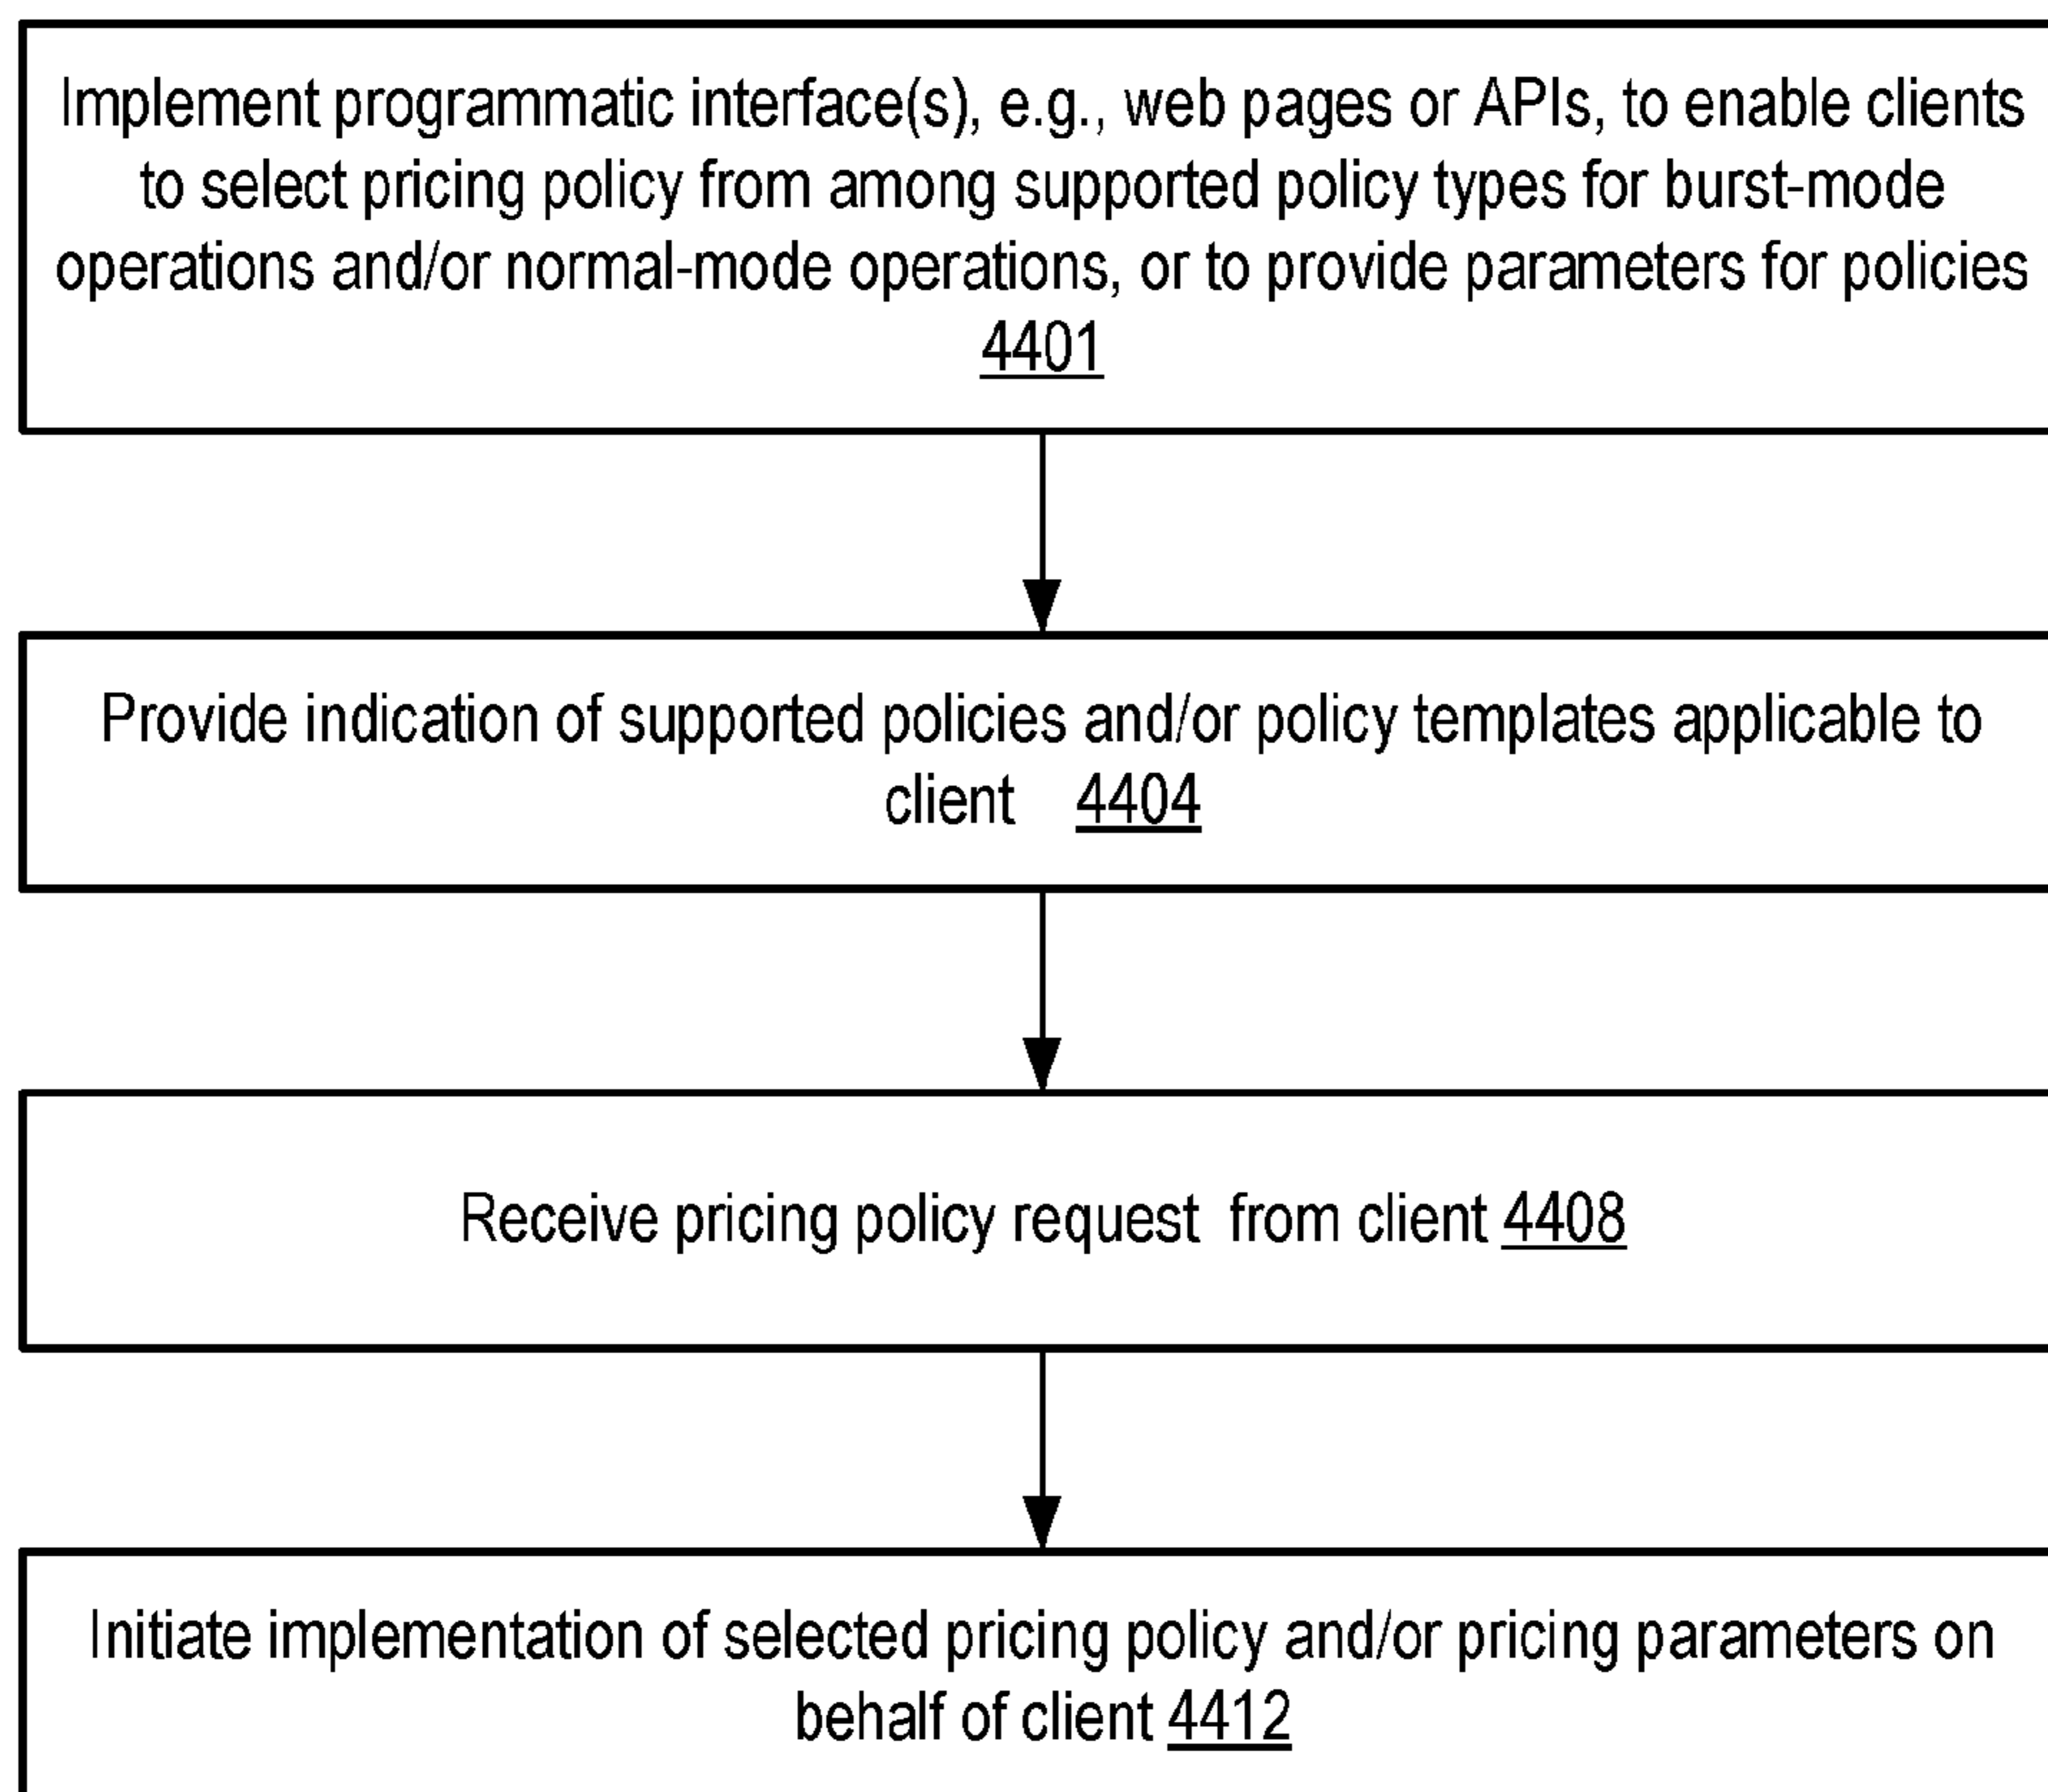 Implement programmatic interface(s), e.g., web pages or APIs, to enable clients
to select pricing policy from among supported policy types for burst-mode
operations and/or normal-mode operations, or to provide parameters for policies
4401
Provide indication of supported policies and/or policy templates applicable to
client 4404
Receive pricing policy request from client 4408
Initiate implementation of selected pricing policy and/or pricing parameters on
behalf of client 4412